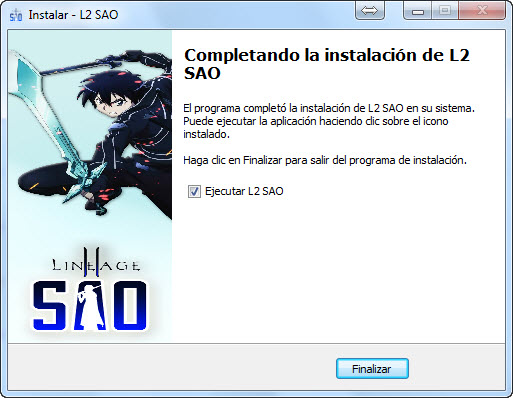 Instalar - L2 SAO
Completando la instalación de L2
SAO
El programa completó la instalación de L2 SAO en su sistema.
Puede ejecutar la aplicación haciendo clic sobre el icono
instalado.
Haga clic en Finalizar para salir del programa de instalación.
Ejecutar L2 SAO
LINEAGE II
SAO
Finalizar